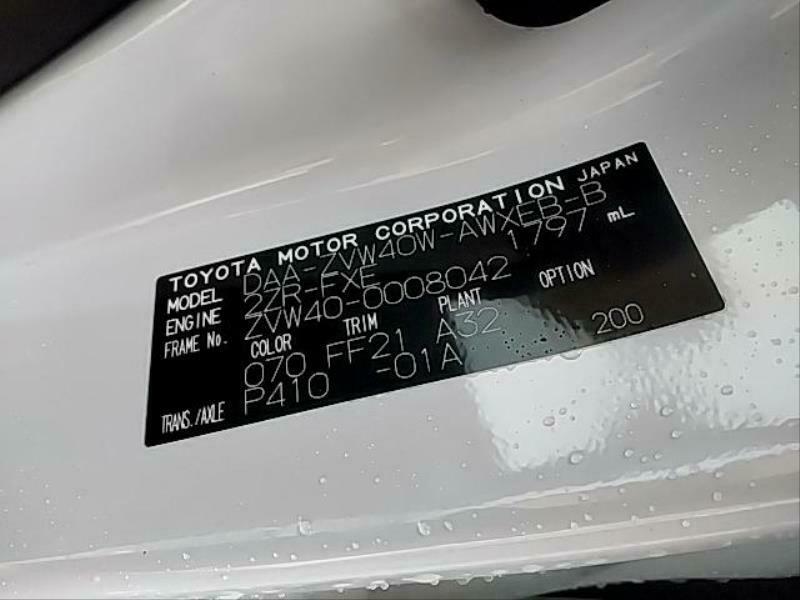 TOYOTA MOTOR CORPORATION JAPAN
MODEL DAA-ZVW40W-AWXEB-B
ENGINE 2ZR-FXE 1797 mL
FRAME No. ZVW40-0008042
COLOR TRIM PLANT OPTION
070 FF21 A32 200
TRANS./AXLE P410 -01A